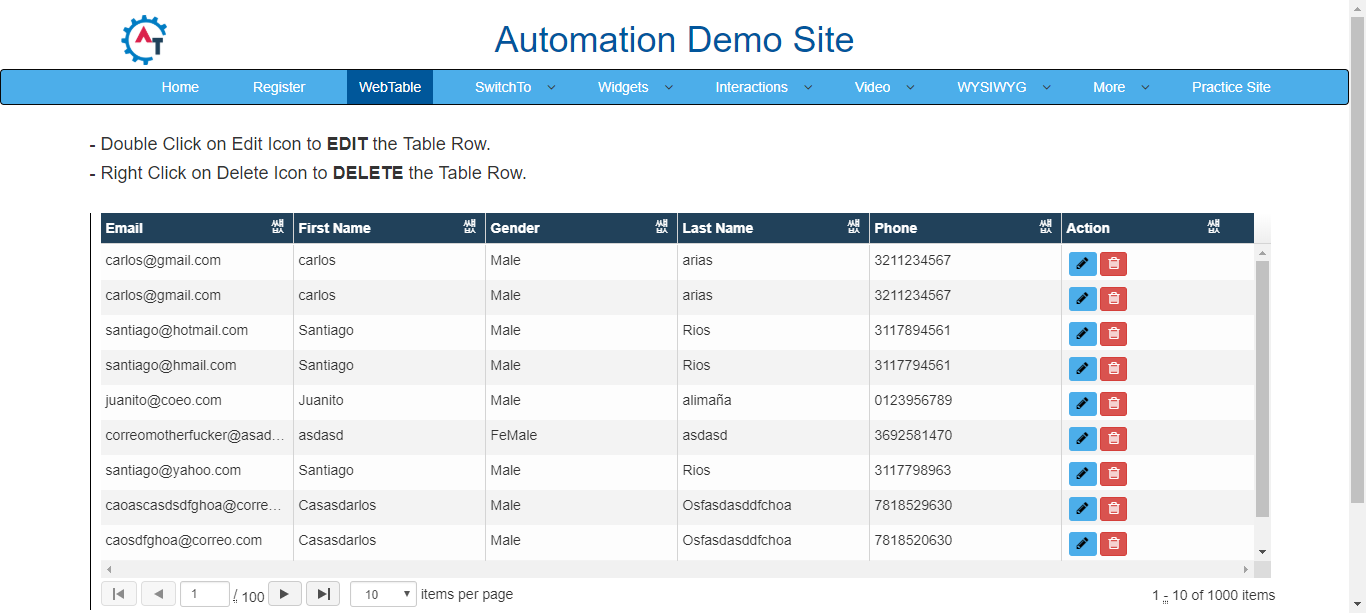 Automation Demo Site
Home Register WebTable SwitchTo Widgets Interactions Video WYSIWYG More Practice Site
- Double Click on Edit Icon to EDIT the Table Row.
- Right Click on Delete Icon to DELETE the Table Row.
Email First Name Gender Last Name Phone Action
carlos@gmail.com carlos Male arias 3211234567
carlos@gmail.com carlos Male arias 3211234567
santiago@hotmail.com Santiago Male Rios 3117894561
santiago@hmail.com Santiago Male Rios 3117794561
juanito@coeo.com Juanito Male alimaña 0123956789
correomotherfucker@asad... asdasd FeMale asdasd 3692581470
santiago@yahoo.com Santiago Male Rios 3117798963
caoascasdsdfghoa@corre... Casasdarlos Male Osfasdasddfchoa 7818529630
caosdfghoa@correo.com Casasdarlos Male Osfasdasddfchoa 7818520630
1 / 100 10 items per page 1 - 10 of 1000 items